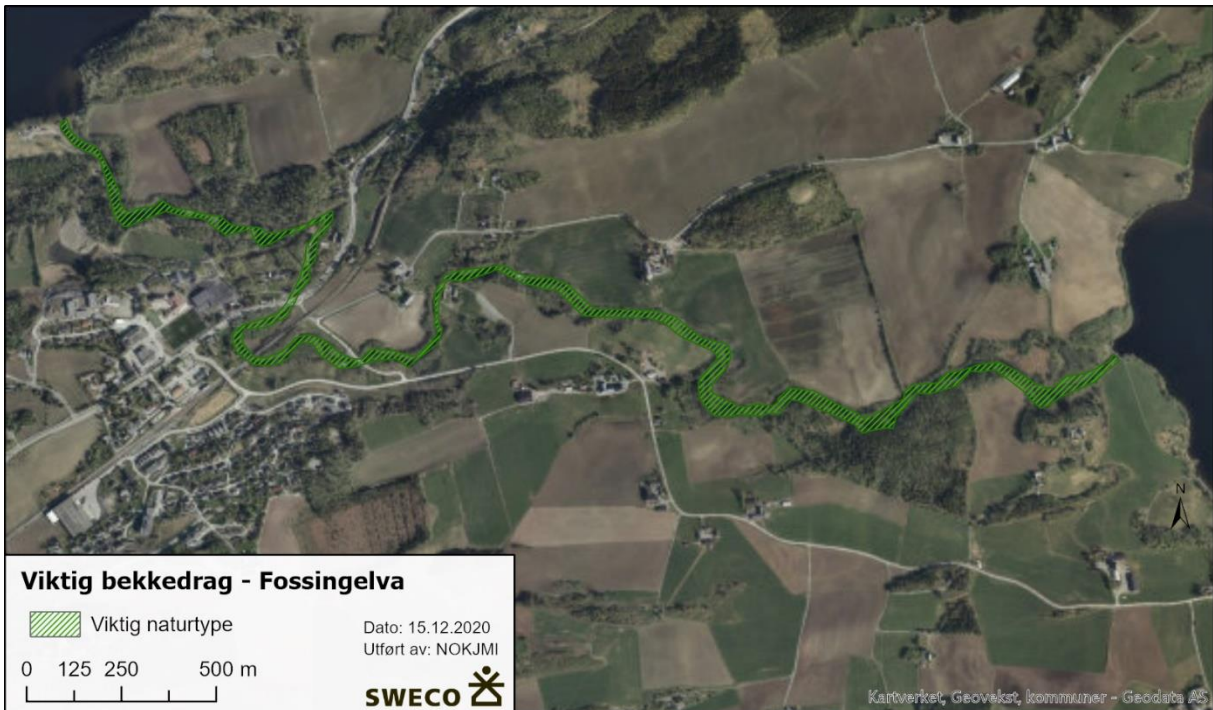 N
Viktig bekkedrag - Fossingelva
Viktig naturtype
Dato: 15.12.2020
Utført av: NOKJMI
0 125 250 500 m
SWECO
Kartverket, Geovekst, kommuner - Geodata AS